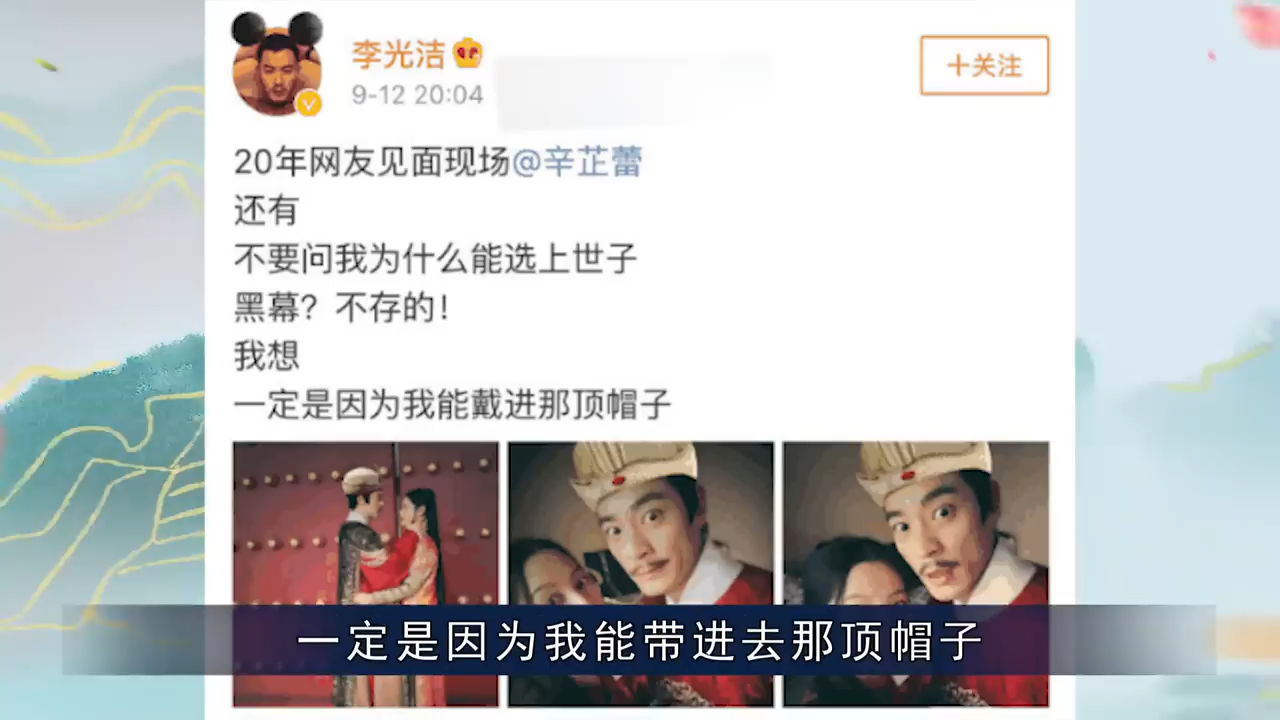 李光洁
9-12 20:04
十关注
20年网友见面现场@辛芷蕾
还有
不要问我为什么能选上世子
黑幕？不存的！
我想
一定是因为我能戴进那顶帽子
一定是因为我能带进去那顶帽子